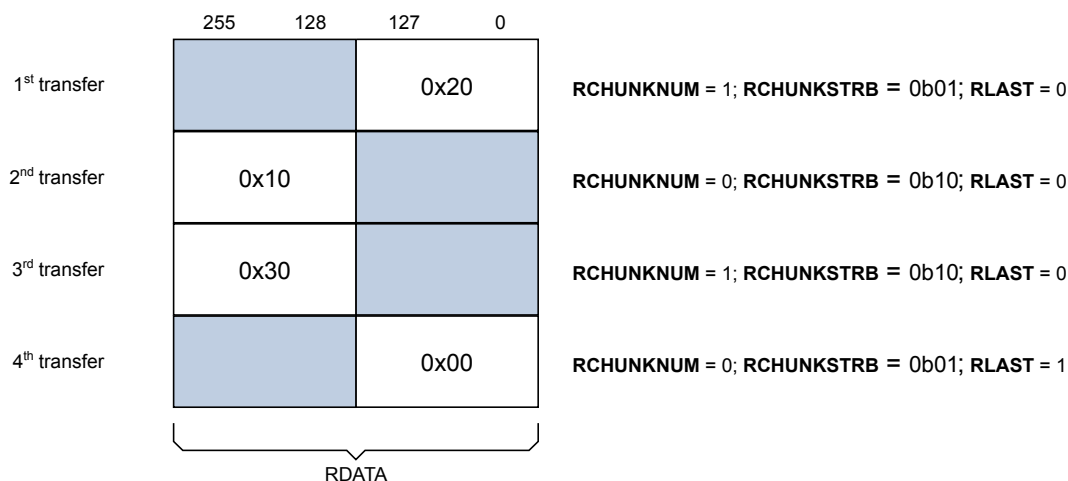 255 128 127 0
1st transfer 0x20 RCHUNKNUM = 1; RCHUNKSTRB = 0b01; RLAST = 0
2nd transfer 0x10 RCHUNKNUM = 0; RCHUNKSTRB = 0b10; RLAST = 0
3rd transfer 0x30 RCHUNKNUM = 1; RCHUNKSTRB = 0b10; RLAST = 0
4th transfer 0x00 RCHUNKNUM = 0; RCHUNKSTRB = 0b01; RLAST = 1
RDATA